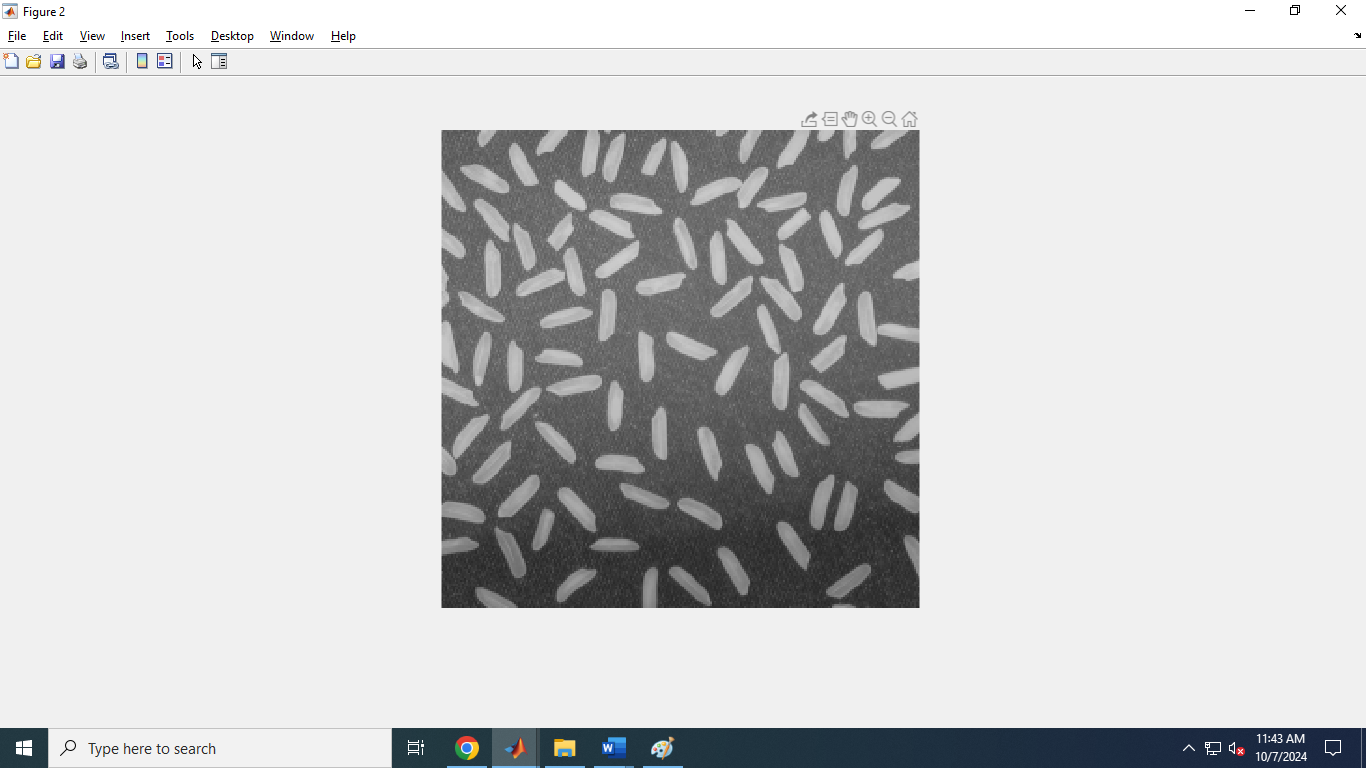 Figure 2
File Edit View Insert Tools Desktop Window Help
Type here to search
W
11:43 AM
10/7/2024